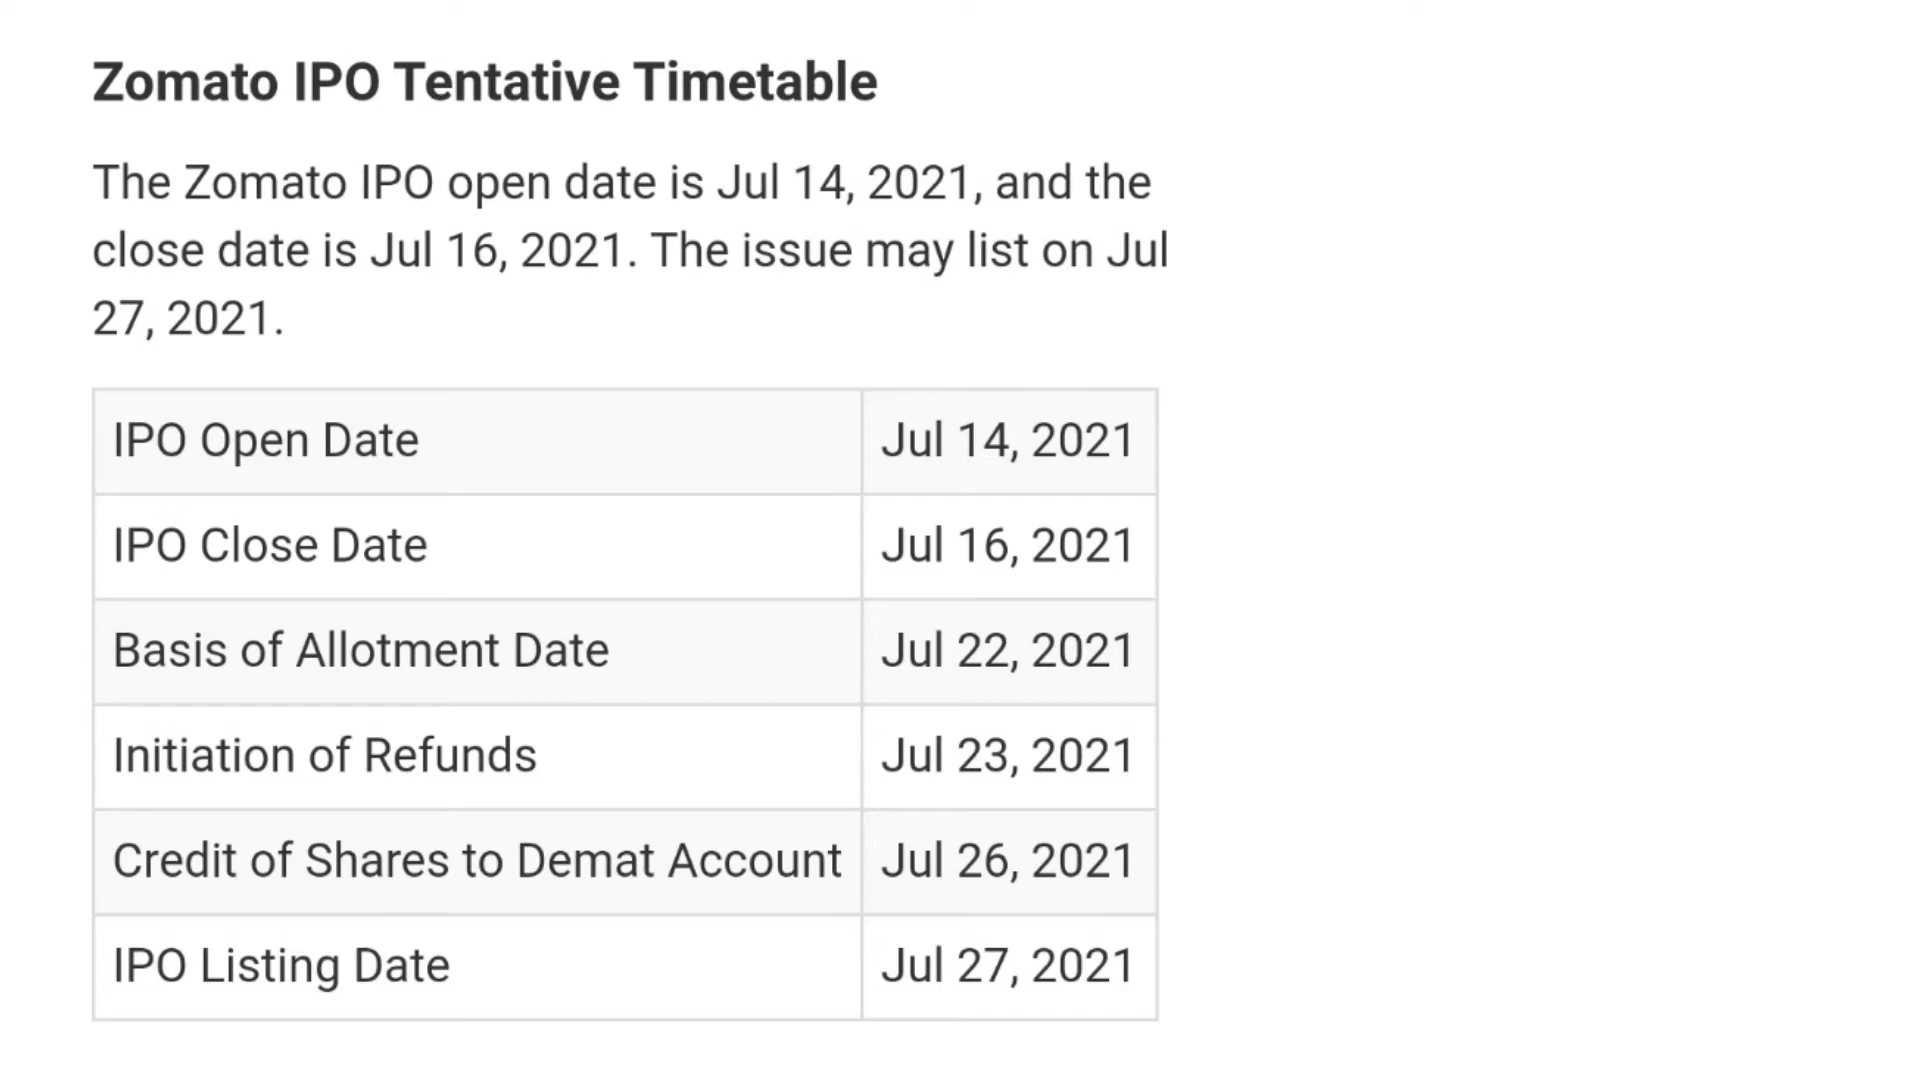 Zomato IPO Tentative Timetable
The Zomato IPO open date is Jul 14, 2021, and the
close date is Jul 16, 2021. The issue may list on Jul
27, 2021.
IPO Open Date Jul 14, 2021
IPO Close Date Jul 16, 2021
Basis of Allotment Date Jul 22, 2021
Initiation of Refunds Jul 23, 2021
Credit of Shares to Demat Account Jul 26, 2021
IPO Listing Date Jul 27, 2021